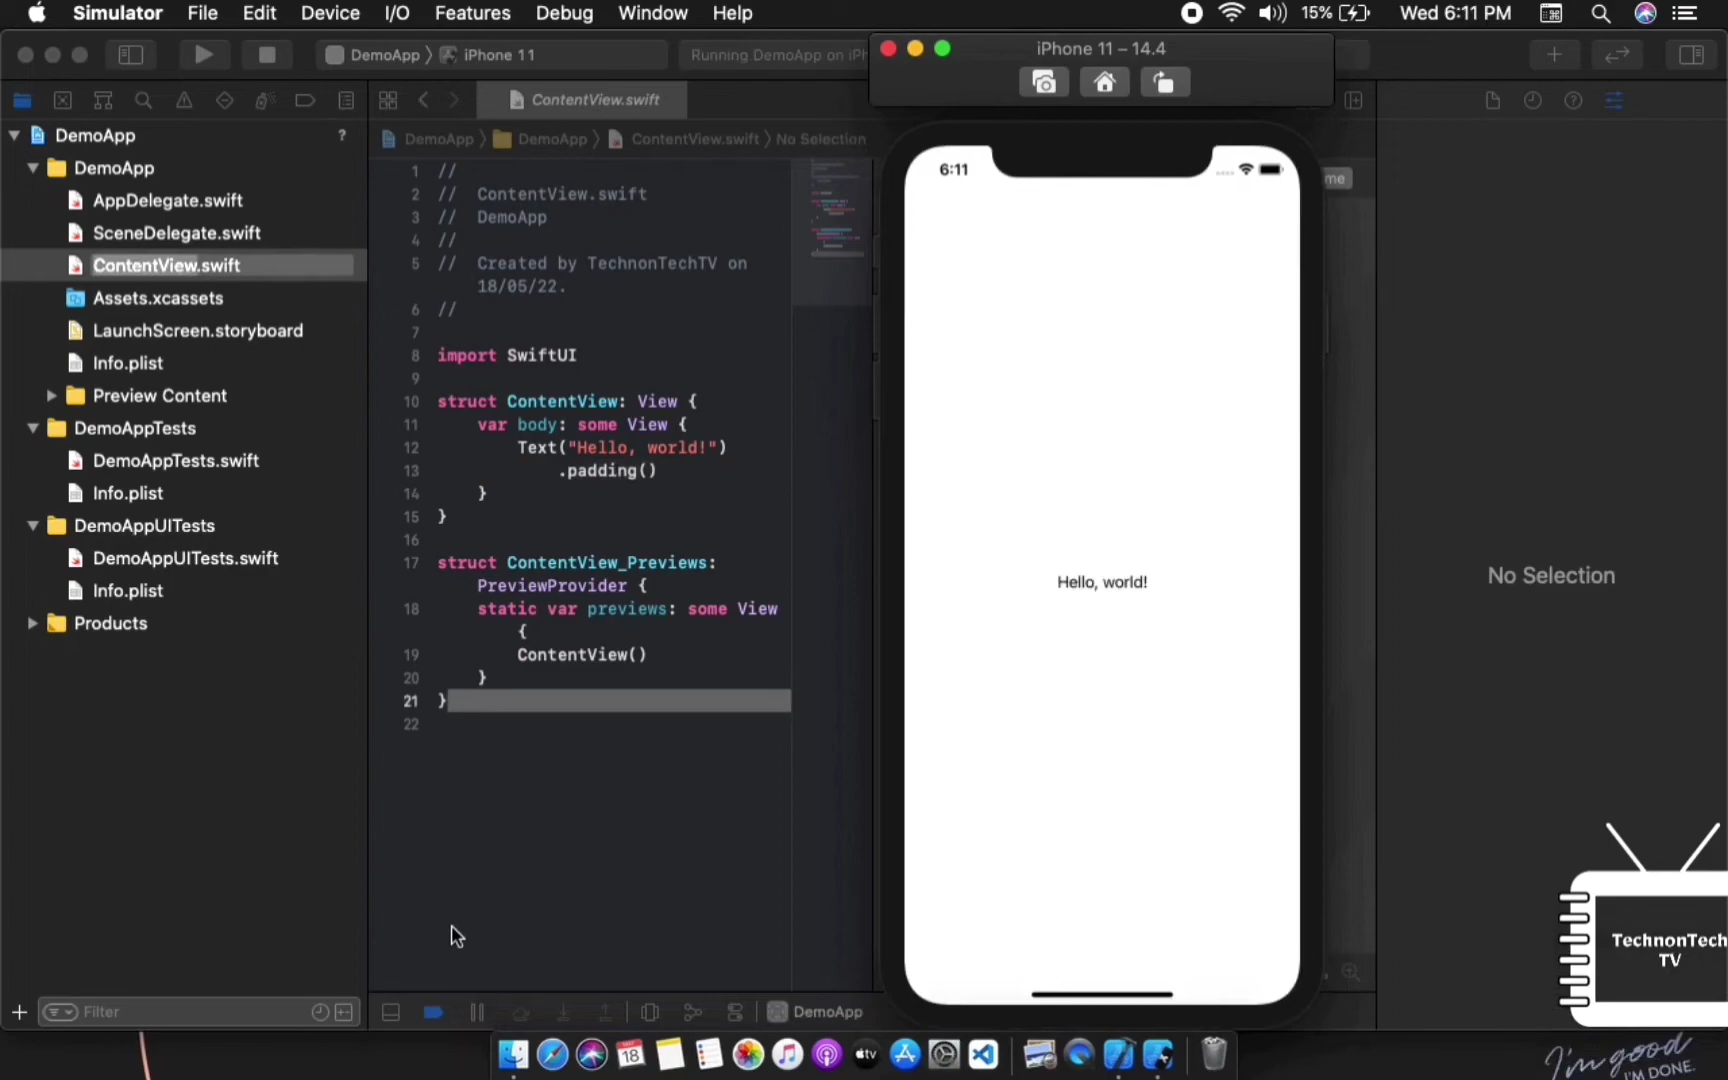 Simulator File Edit Device I/O Features Debug Window Help
15% Wed 6:11 PM
DemoApp 〉 iPhone 11
Running DemoApp on iPh
iPhone 11 – 14.4
ContentView.swift
DemoApp 〉 DemoApp 〉 ContentView.swift 〉 No Selection
DemoApp ?
DemoApp
AppDelegate.swift
SceneDelegate.swift
ContentView.swift
Assets.xcassets
LaunchScreen.storyboard
Info.plist
Preview Content
DemoAppTests
DemoAppTests.swift
Info.plist
DemoAppUITests
DemoAppUITests.swift
Info.plist
Products
Filter
1 //
2 // ContentView.swift
3 // DemoApp
4 //
5 // Created by TechnonTechTV on
18/05/22.
6 //
7
8 import SwiftUI
9
10 struct ContentView: View {
11 var body: some View {
12 Text("Hello, world!")
13 .padding()
14 }
15 }
16
17 struct ContentView_Previews:
PreviewProvider {
18 static var previews: some View
{
19 ContentView()
20 }
21 }
22
DemoApp
6:11
Hello, world!
me
No Selection
TechnonTech
TV
I'm good
I'M DONE.
18
tv